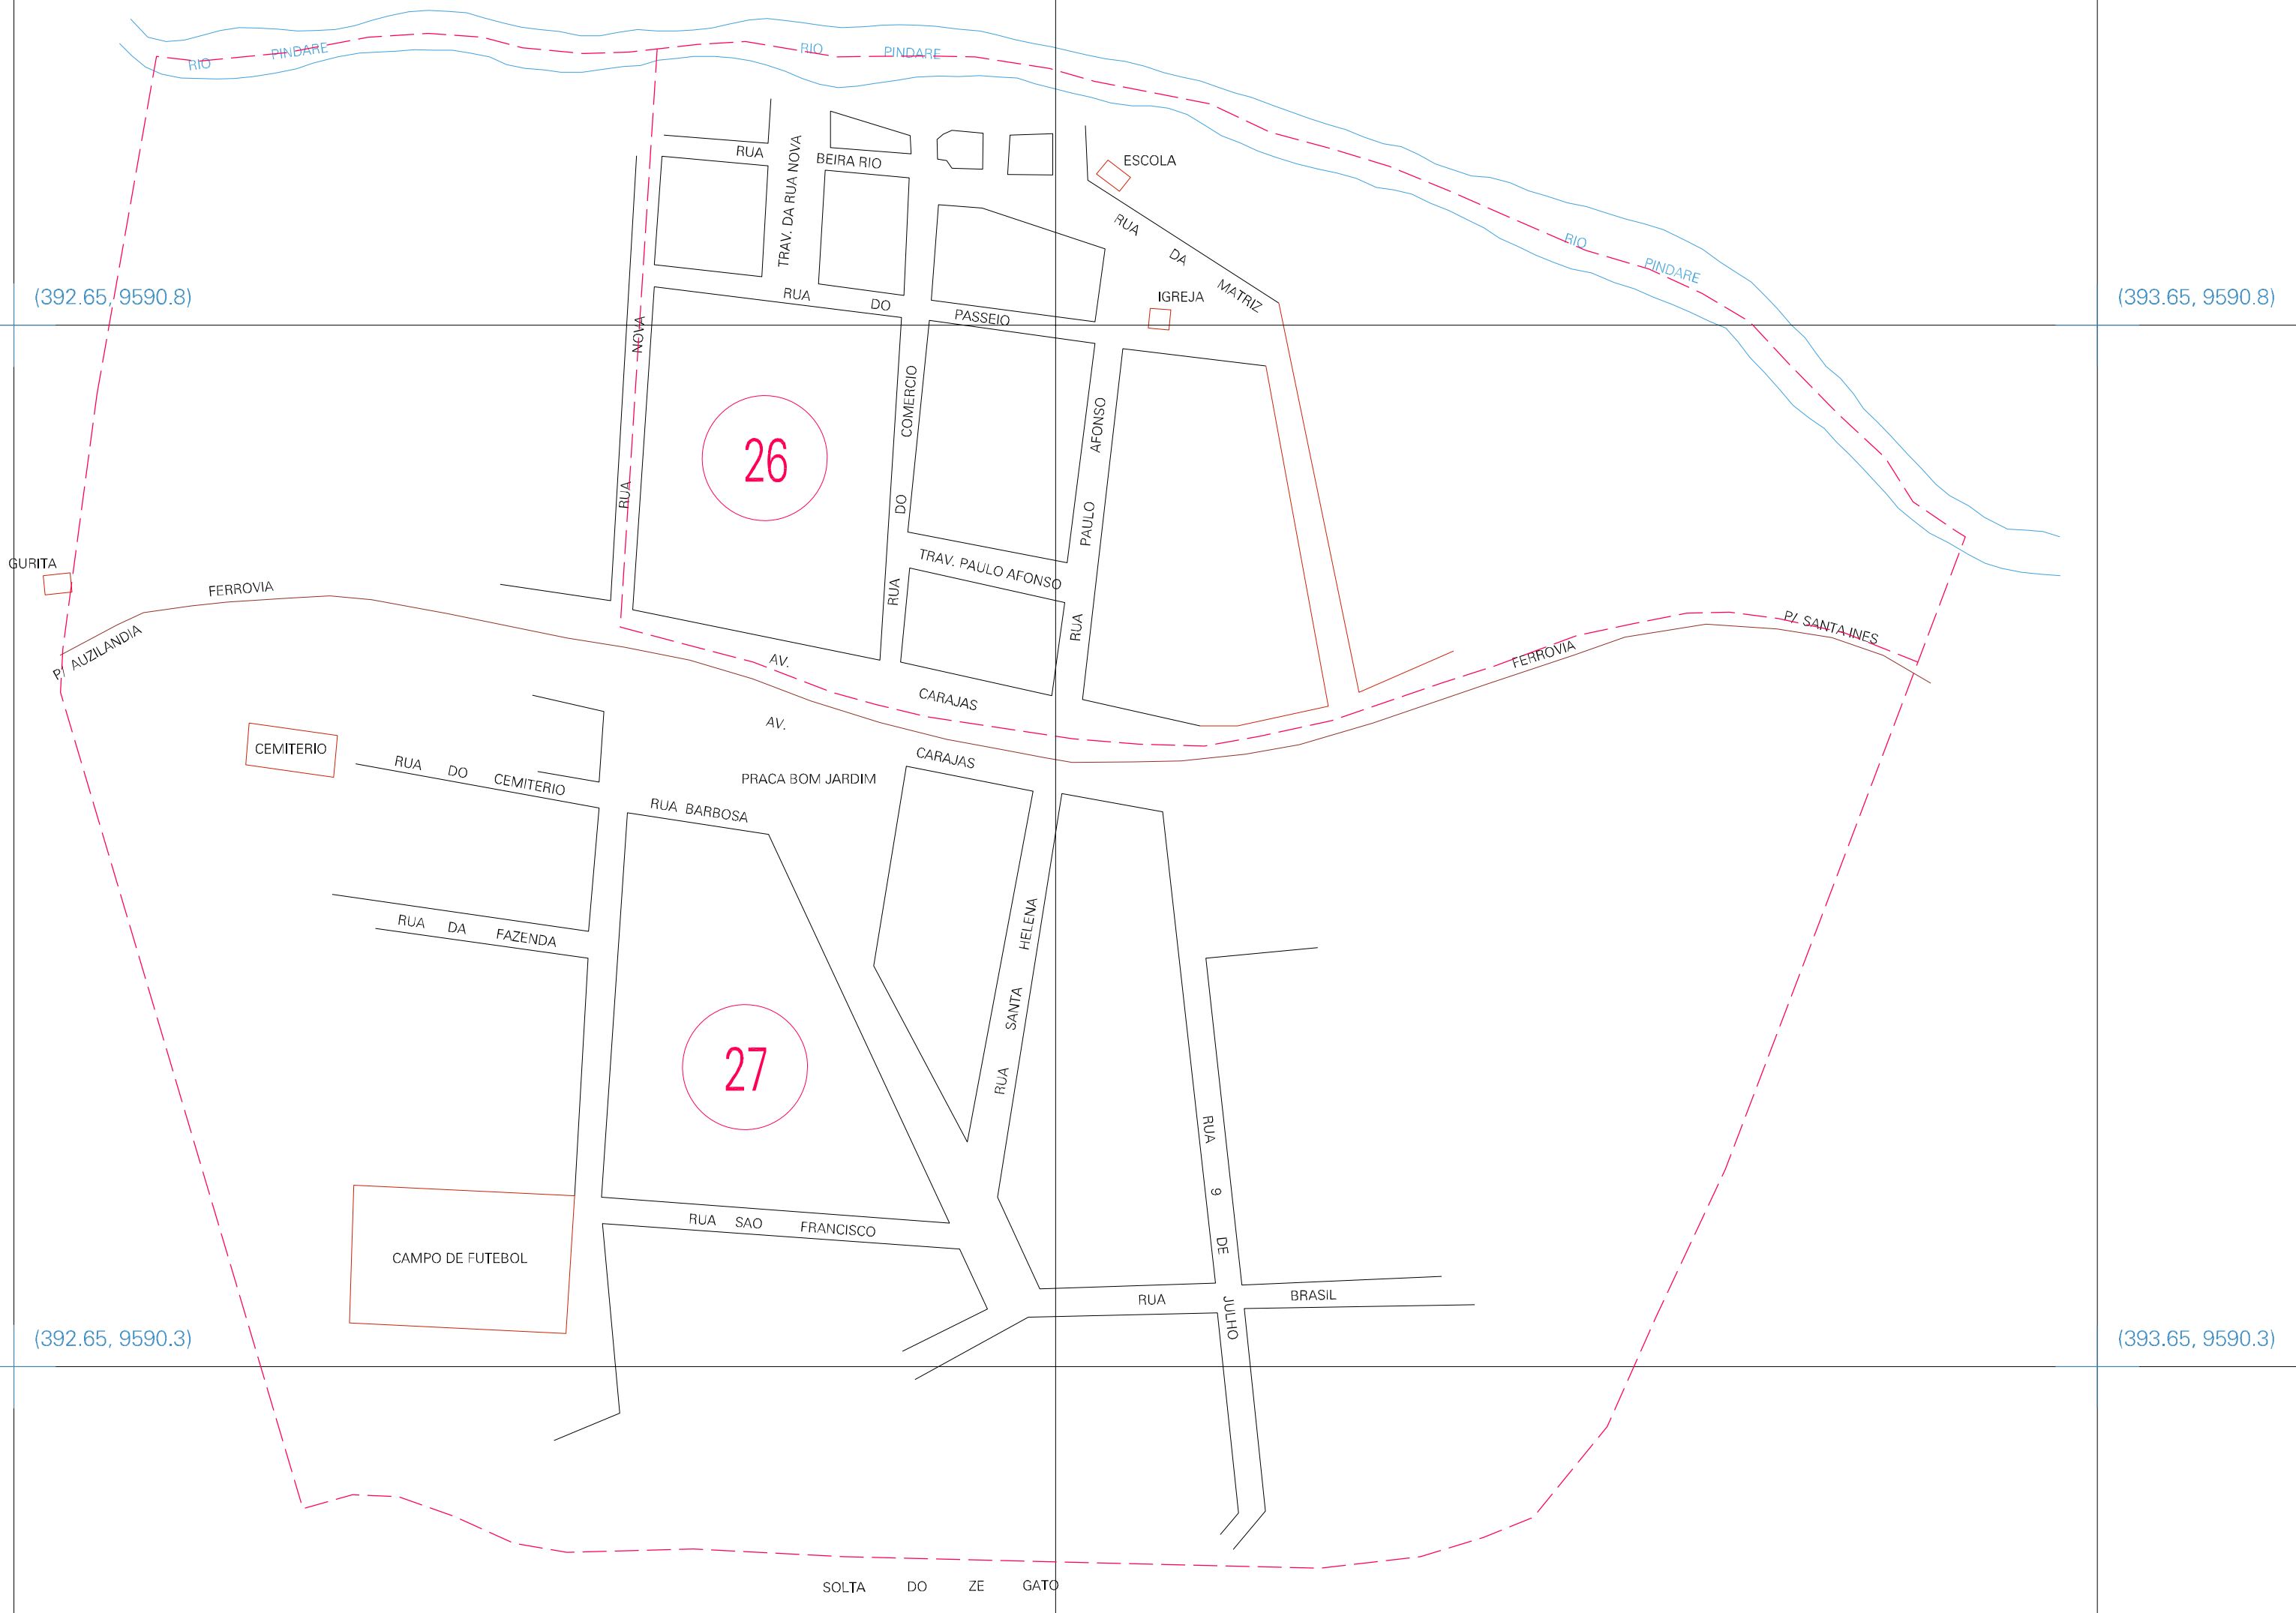 RIO PINDARE
RIO PINDARE
RUA BEIRA RIO
TRAV. DA RUA NOVA
ESCOLA
RUA DA MATRIZ
RIO PINDARE
IGREJA
(392.65, 9590.8)
(393.65, 9590.8)
RUA DO PASSEIO
RUA NOVA
26
RUA DO COMERCIO
RUA PAULO AFONSO
TRAV. PAULO AFONSO
GURITA
FERROVIA
P/ AUZILANDIA
AV. CARAJAS
FERROVIA
P/ SANTA INES
AV. CARAJAS
CEMITERIO
RUA DO CEMITERIO
PRACA BOM JARDIM
RUA BARBOSA
RUA DA FAZENDA
RUA SANTA HELENA
27
RUA 9 DE JULHO
RUA SAO FRANCISCO
CAMPO DE FUTEBOL
RUA BRASIL
(392.65, 9590.3)
(393.65, 9590.3)
SOLTA DO ZE GATO